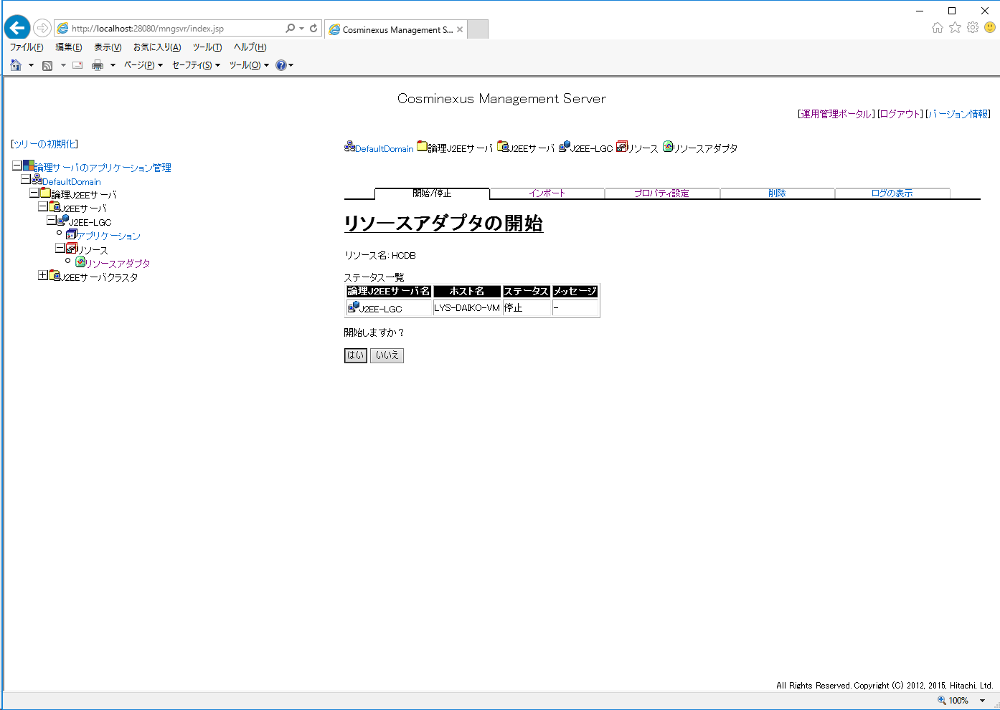 http://localhost:28080/mngsvr/index.jsp
Cosminexus Management S...
ファイル(F) 編集(E) 表示(V) お気に入り(A) ツール(T) ヘルプ(H)
ページ(P) セーフティ(S) ツール(O)
Cosminexus Management Server
[運用管理ポータル] [ログアウト] [バージョン情報]
[ツリーの初期化]
論理サーバのアプリケーション管理
DefaultDomain
論理J2EEサーバ
J2EEサーバ
J2EE-LGC
アプリケーション
リソース
リソースアダプタ
J2EEサーバクラスタ
DefaultDomain 論理J2EEサーバ J2EEサーバ J2EE-LGC リソース リソースアダプタ
開始/停止 インポート プロパティ設定 削除 ログの表示
リソースアダプタの開始
リソース名: HCDB
ステータス一覧
論理J2EEサーバ名 ホスト名 ステータス メッセージ
J2EE-LGC LYS-DAIKO-VM 停止 -
開始しますか？
はい いいえ
All Rights Reserved. Copyright (C) 2012, 2015, Hitachi, Ltd.
100%